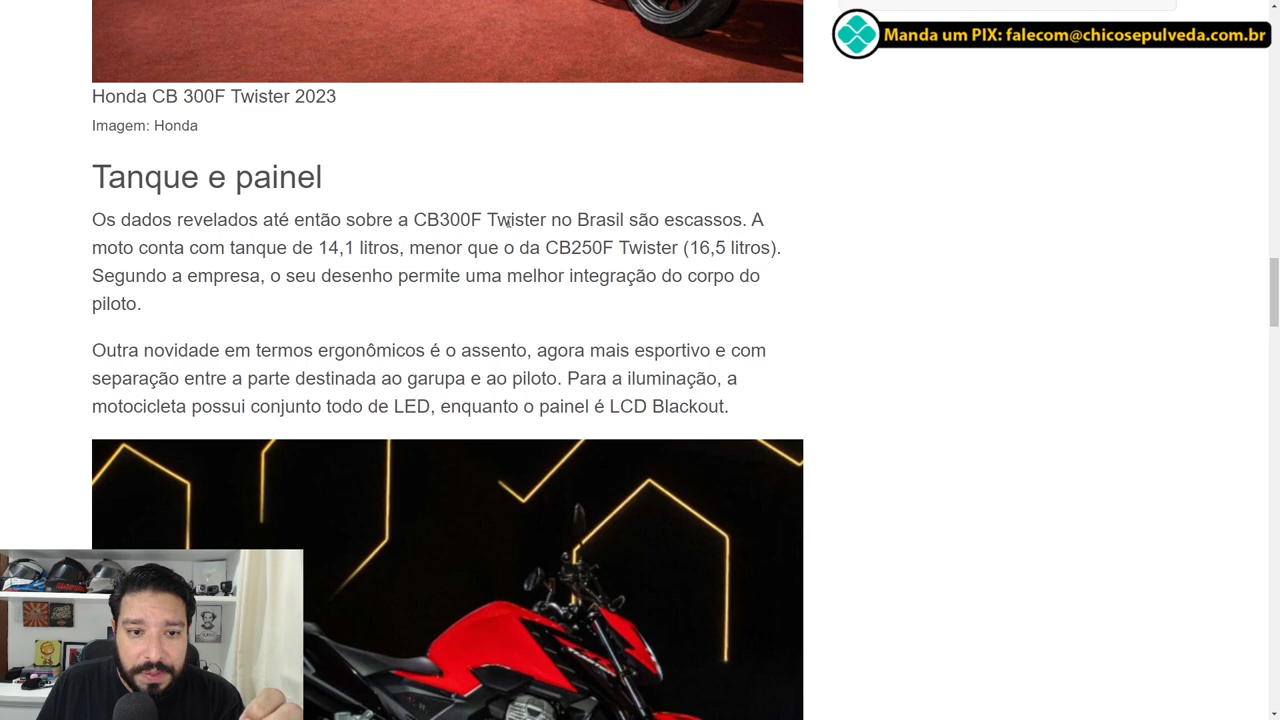 Manda um PIX: falecom@chicosepulveda.com.br
Honda CB 300F Twister 2023
Imagem: Honda
Tanque e painel
Os dados revelados até então sobre a CB300F Twister no Brasil são escassos. A
moto conta com tanque de 14,1 litros, menor que o da CB250F Twister (16,5 litros).
Segundo a empresa, o seu desenho permite uma melhor integração do corpo do
piloto.
Outra novidade em termos ergonômicos é o assento, agora mais esportivo e com
separação entre a parte destinada ao garupa e ao piloto. Para a iluminação, a
motocicleta possui conjunto todo de LED, enquanto o painel é LCD Blackout.